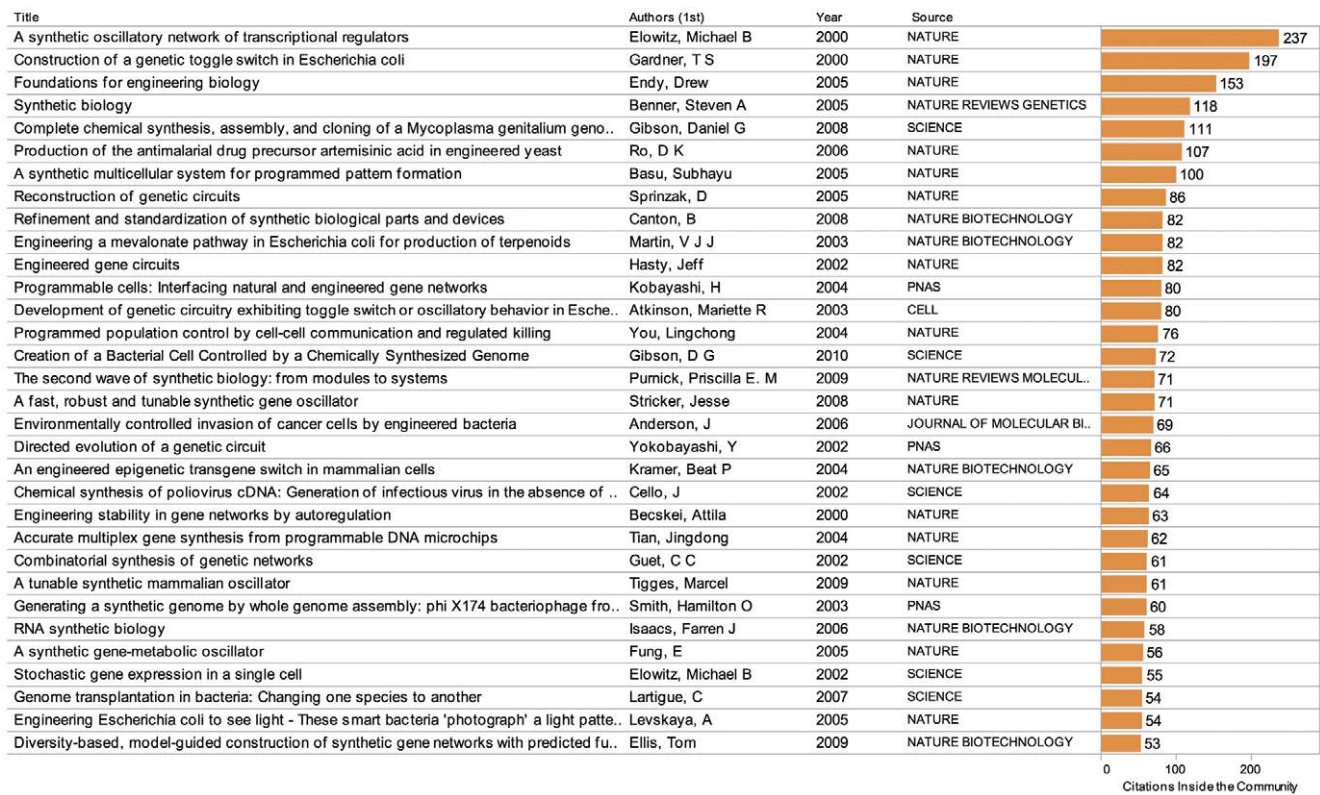 Title Authors (1st) Year Source
A synthetic oscillatory network of transcriptional regulators Elowitz, Michael B 2000 NATURE 237
Construction of a genetic toggle switch in Escherichia coli Gardner, T S 2000 NATURE 197
Foundations for engineering biology Endy, Drew 2005 NATURE 153
Synthetic biology Benner, Steven A 2005 NATURE REVIEWS GENETICS 118
Complete chemical synthesis, assembly, and cloning of a Mycoplasma genitalium geno.. Gibson, Daniel G 2008 SCIENCE 111
Production of the antimalarial drug precursor artemisinic acid in engineered yeast Ro, D K 2006 NATURE 107
A synthetic multicellular system for programmed pattern formation Basu, Subhayu 2005 NATURE 100
Reconstruction of genetic circuits Sprinzak, D 2005 NATURE 86
Refinement and standardization of synthetic biological parts and devices Canton, B 2008 NATURE BIOTECHNOLOGY 82
Engineering a mevalonate pathway in Escherichia coli for production of terpenoids Martin, V J J 2003 NATURE BIOTECHNOLOGY 82
Engineered gene circuits Hasty, Jeff 2002 NATURE 82
Programmable cells: Interfacing natural and engineered gene networks Kobayashi, H 2004 PNAS 80
Development of genetic circuitry exhibiting toggle switch or oscillatory behavior in Esche.. Atkinson, Mariette R 2003 CELL 80
Programmed population control by cell-cell communication and regulated killing You, Lingchong 2004 NATURE 76
Creation of a Bacterial Cell Controlled by a Chemically Synthesized Genome Gibson, D G 2010 SCIENCE 72
The second wave of synthetic biology: from modules to systems Purnick, Priscilla E. M 2009 NATURE REVIEWS MOLECUL.. 71
A fast, robust and tunable synthetic gene oscillator Stricker, Jesse 2008 NATURE 71
Environmentally controlled invasion of cancer cells by engineered bacteria Anderson, J 2006 JOURNAL OF MOLECULAR BI.. 69
Directed evolution of a genetic circuit Yokobayashi, Y 2002 PNAS 66
An engineered epigenetic transgene switch in mammalian cells Kramer, Beat P 2004 NATURE BIOTECHNOLOGY 65
Chemical synthesis of poliovirus cDNA: Generation of infectious virus in the absence of .. Cello, J 2002 SCIENCE 64
Engineering stability in gene networks by autoregulation Becskei, Attila 2000 NATURE 63
Accurate multiplex gene synthesis from programmable DNA microchips Tian, Jingdong 2004 NATURE 62
Combinatorial synthesis of genetic networks Guet, C C 2002 SCIENCE 61
A tunable synthetic mammalian oscillator Tigges, Marcel 2009 NATURE 61
Generating a synthetic genome by whole genome assembly: phi X174 bacteriophage fro.. Smith, Hamilton O 2003 PNAS 60
RNA synthetic biology Isaacs, Farren J 2006 NATURE BIOTECHNOLOGY 58
A synthetic gene-metabolic oscillator Fung, E 2005 NATURE 56
Stochastic gene expression in a single cell Elowitz, Michael B 2002 SCIENCE 55
Genome transplantation in bacteria: Changing one species to another Lartigue, C 2007 SCIENCE 54
Engineering Escherichia coli to see light - These smart bacteria 'photograph' a light patte.. Levskaya, A 2005 NATURE 54
Diversity-based, model-guided construction of synthetic gene networks with predicted fu.. Ellis, Tom 2009 NATURE BIOTECHNOLOGY 53
0 100 200
Citations Inside the Community